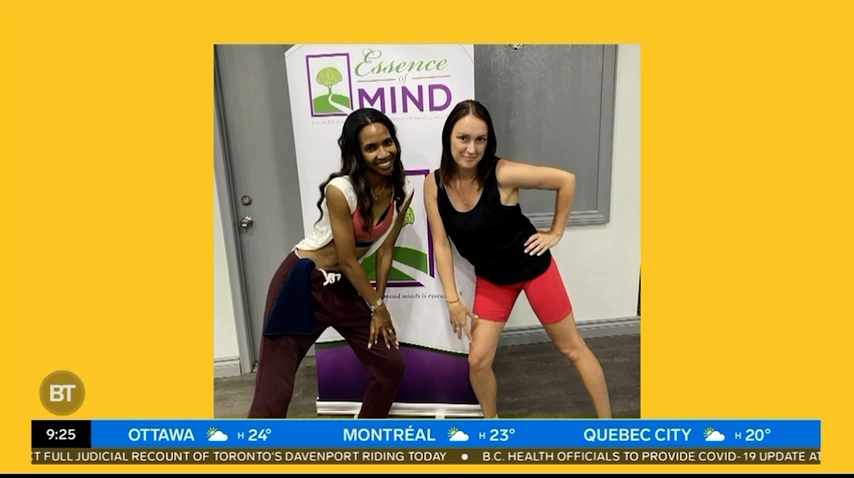 Essence
of
MIND
BT
9:25 OTTAWA H 24° MONTRÉAL H 23° QUEBEC CITY H 20°
CT FULL JUDICIAL RECOUNT OF TORONTO'S DAVENPORT RIDING TODAY • B.C. HEALTH OFFICIALS TO PROVIDE COVID-19 UPDATE AT